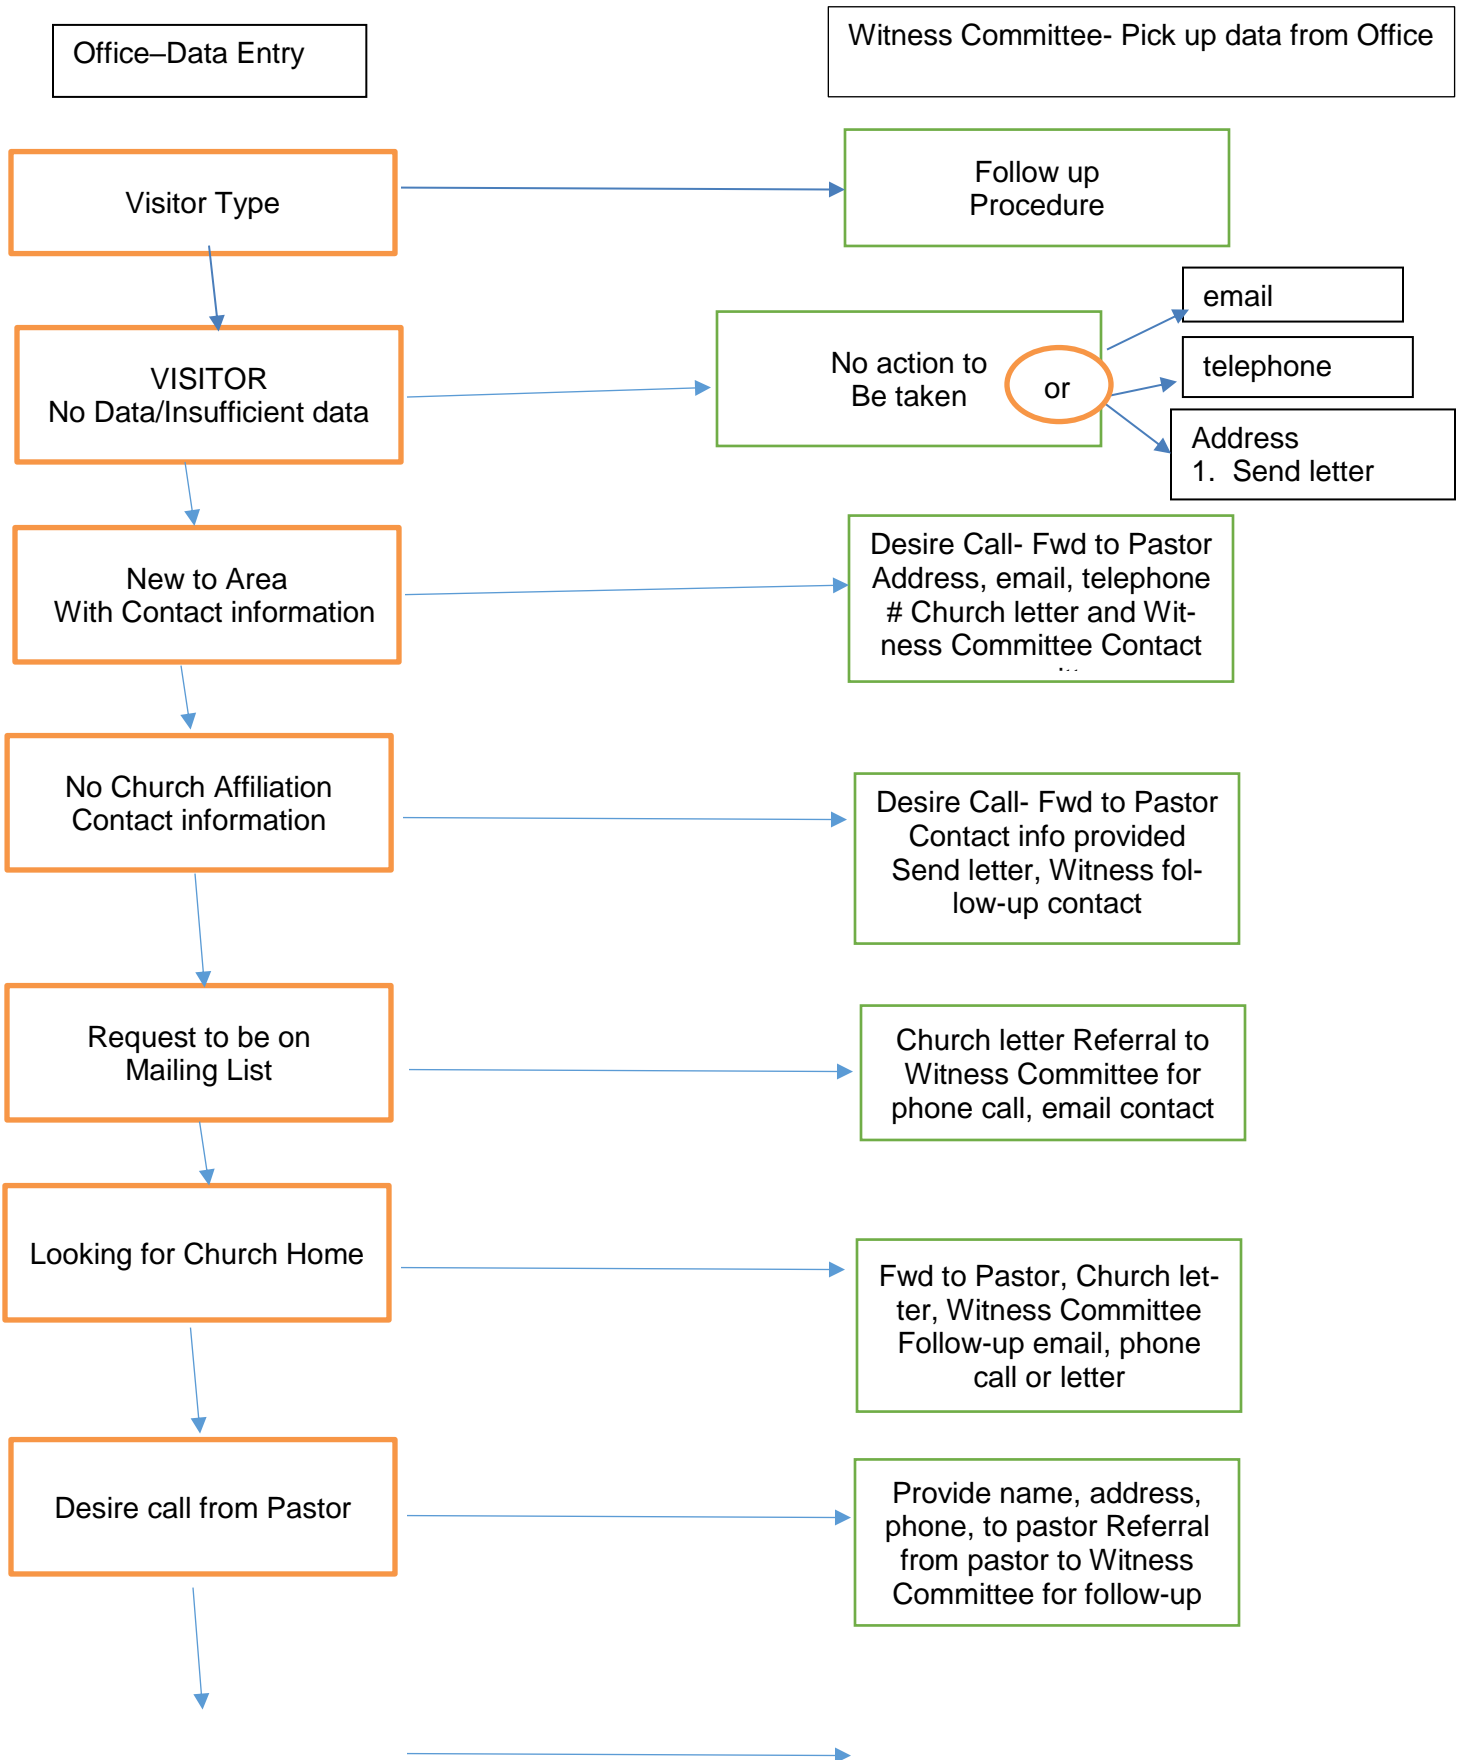 Office–Data Entry
Witness Committee- Pick up data from Office
Visitor Type
Follow up
Procedure
VISITOR
No Data/Insufficient data
No action to
Be taken
or
email
telephone
Address
1. Send letter
New to Area
With Contact information
Desire Call- Fwd to Pastor
Address, email, telephone
# Church letter and Wit-
ness Committee Contact
No Church Affiliation
Contact information
Desire Call- Fwd to Pastor
Contact info provided
Send letter, Witness fol-
low-up contact
Request to be on
Mailing List
Church letter Referral to
Witness Committee for
phone call, email contact
Looking for Church Home
Fwd to Pastor, Church let-
ter, Witness Committee
Follow-up email, phone
call or letter
Desire call from Pastor
Provide name, address,
phone, to pastor Referral
from pastor to Witness
Committee for follow-up